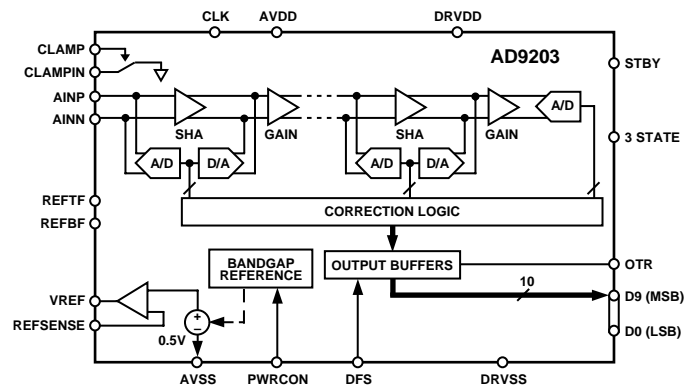 CLK AVDD DRVDD
CLAMP
CLAMPIN
AD9203
STBY
AINP
AINN
SHA GAIN SHA GAIN A/D
A/D D/A A/D D/A
3 STATE
REFTF
REFBF
CORRECTION LOGIC
BANDGAP
REFERENCE
OUTPUT BUFFERS
OTR
VREF
10
D9 (MSB)
REFSENSE
+
–
0.5V
D0 (LSB)
AVSS PWRCON DFS DRVSS